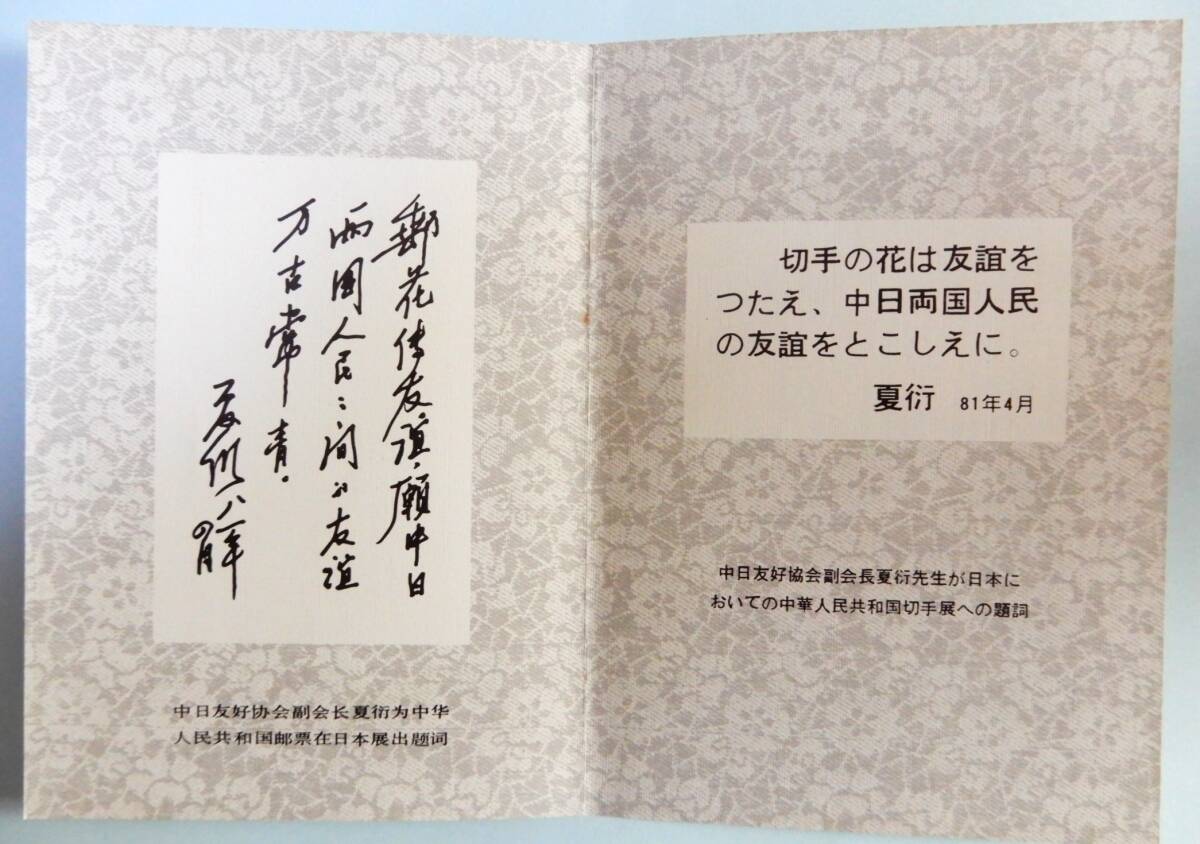 郵花傳友谊，願中日
两国人民之间的友谊
万古常青。
夏衍 八一年
四月
中日友好协会副会长夏衍为中华
人民共和国邮票在日本展出题词
切手の花は友誼を
つたえ、中日両国人民
の友誼をとこしえに。
夏衍 81年4月
中日友好協会副会長夏衍先生が日本に
おいての中華人民共和国切手展への題詞